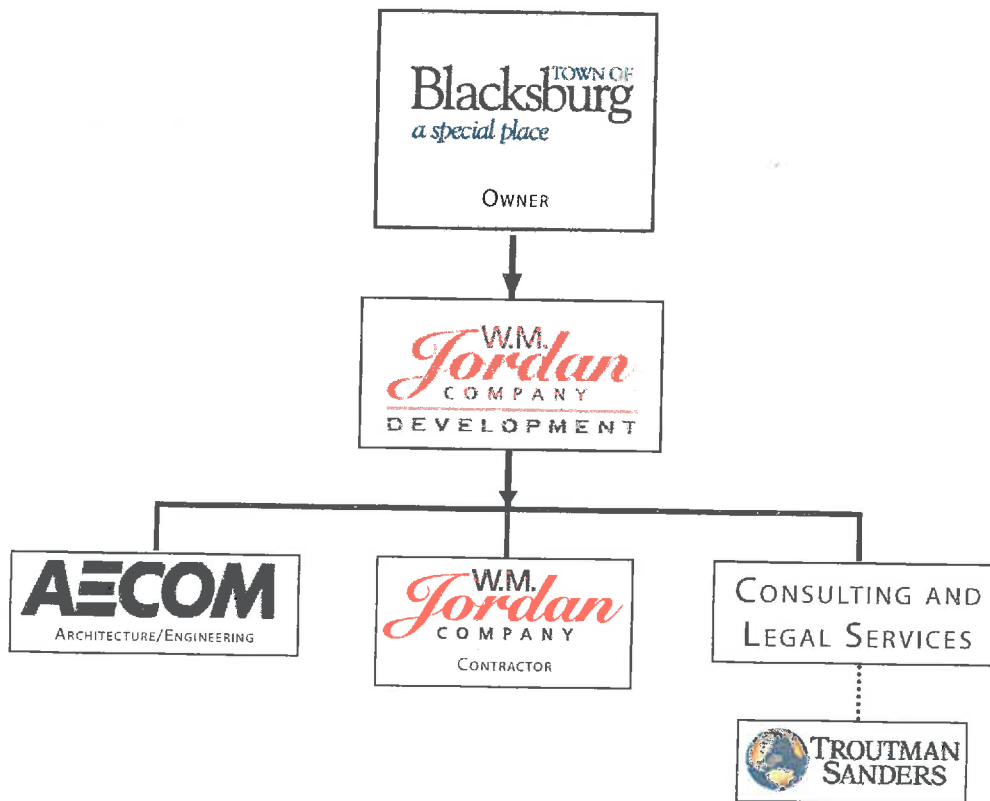 TOWN OF
Blacksburg
a special place
OWNER
W.M.
Jordan
COMPANY
DEVELOPMENT
AECOM
ARCHITECTURE/ENGINEERING
W.M.
Jordan
COMPANY
CONTRACTOR
CONSULTING AND
LEGAL SERVICES
TROUTMAN
SANDERS